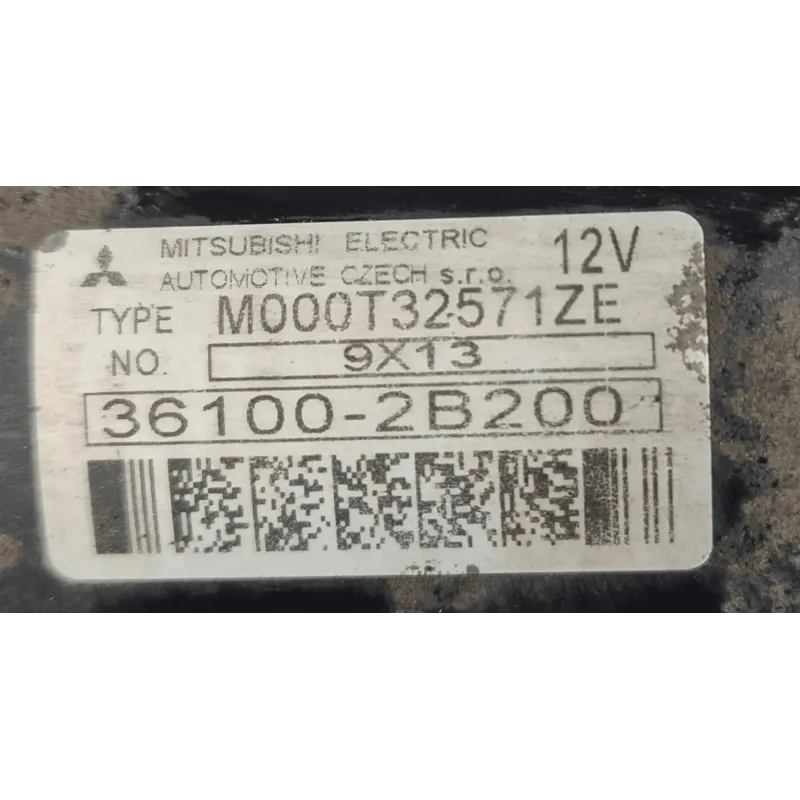 MITSUBISHI ELECTRIC 12V
AUTOMOTIVE CZECH s.r.o.
TYPE M000T32571ZE
NO. 9X13
36100-2B200